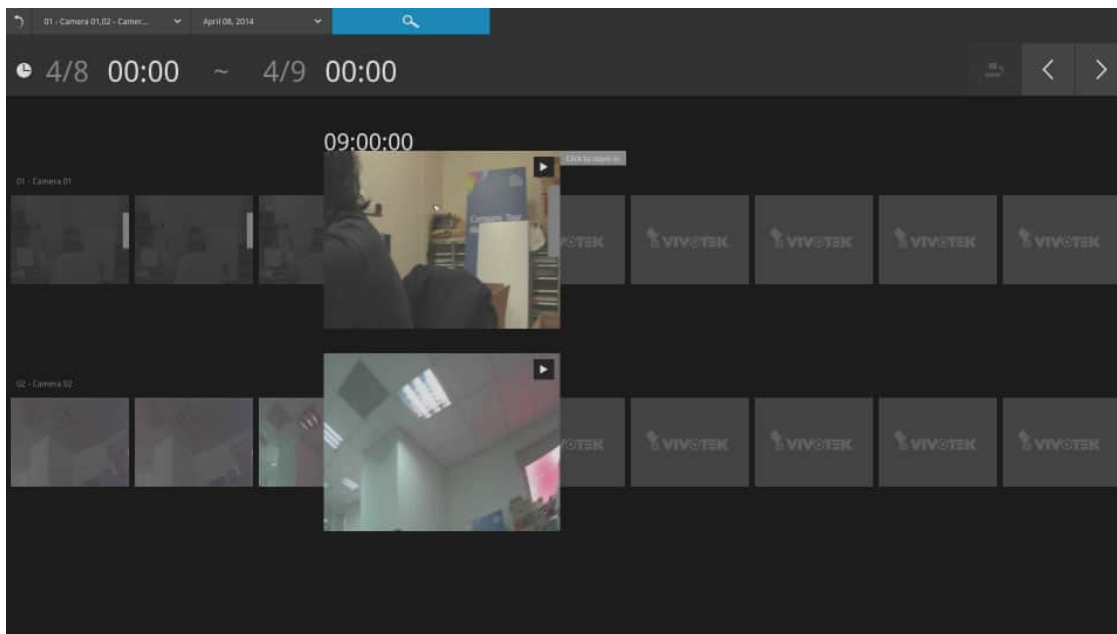 01 - Camera 01,02 - Camer... April 08, 2014
4/8 00:00 ~ 4/9 00:00
09:00:00
Click to zoom in
01 - Camera 01
VIVOTEK VIVOTEK VIVOTEK VIVOTEK
02 - Camera 02
VIVOTEK VIVOTEK VIVOTEK VIVOTEK